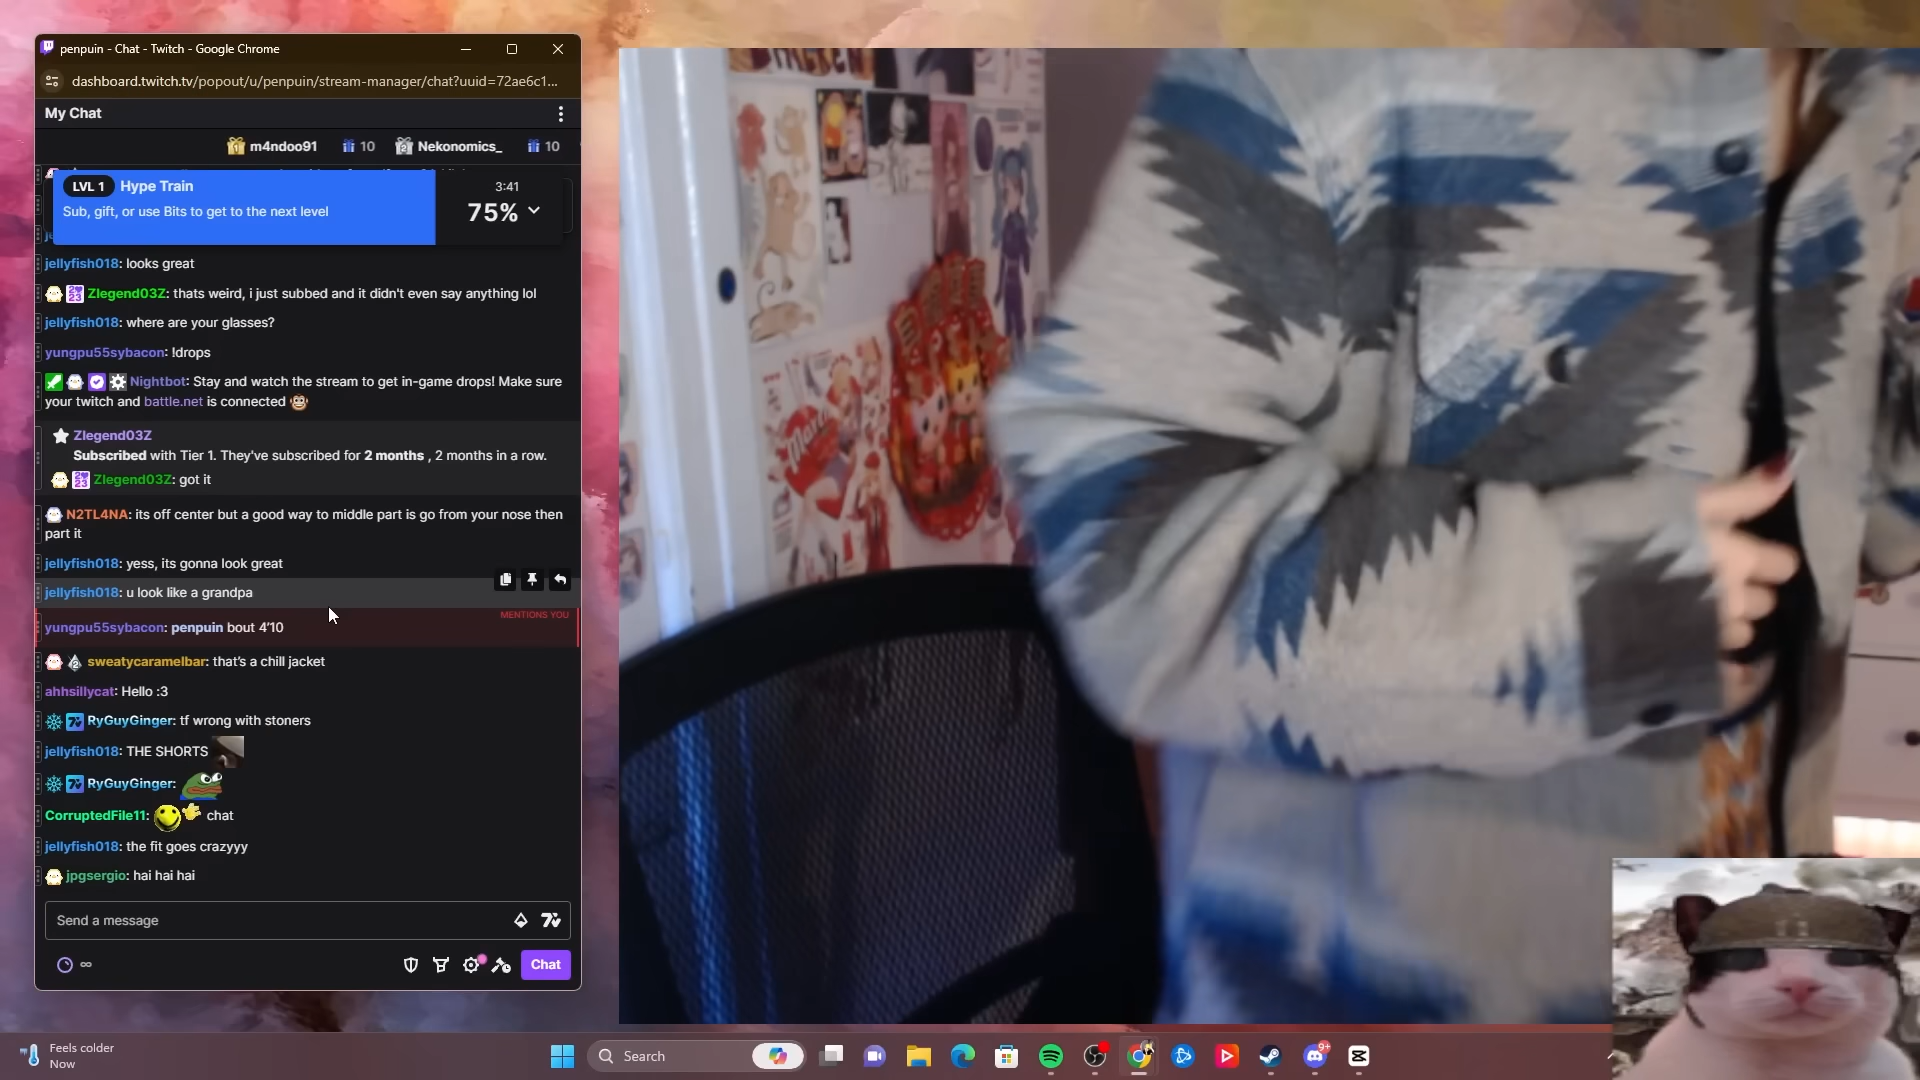 penpuin - Chat - Twitch - Google Chrome
dashboard.twitch.tv/popout/u/penpuin/stream-manager/chat?uuid=72ae6c1...
My Chat
m4ndoo91 10 Nekonomics_ 10
LVL 1 Hype Train
Sub, gift, or use Bits to get to the next level
3:41
75%
jellyfish018: looks great
Zlegend03Z: thats weird, i just subbed and it didn't even say anything lol
jellyfish018: where are your glasses?
yungpu55sybacon: !drops
Nightbot: Stay and watch the stream to get in-game drops! Make sure
your twitch and battle.net is connected
Zlegend03Z
Subscribed with Tier 1. They've subscribed for 2 months , 2 months in a row.
Zlegend03Z: got it
N2TL4NA: its off center but a good way to middle part is go from your nose then
part it
jellyfish018: yess, its gonna look great
jellyfish018: u look like a grandpa
MENTIONS YOU
yungpu55sybacon: penpuin bout 4'10
sweatycaramelbar: that's a chill jacket
ahhsillycat: Hello :3
RyGuyGinger: tf wrong with stoners
jellyfish018: THE SHORTS
RyGuyGinger:
CorruptedFile11: chat
jellyfish018: the fit goes crazyyy
jpgsergio: hai hai hai
Send a message
Chat
Feels colder
Now
Search
9+